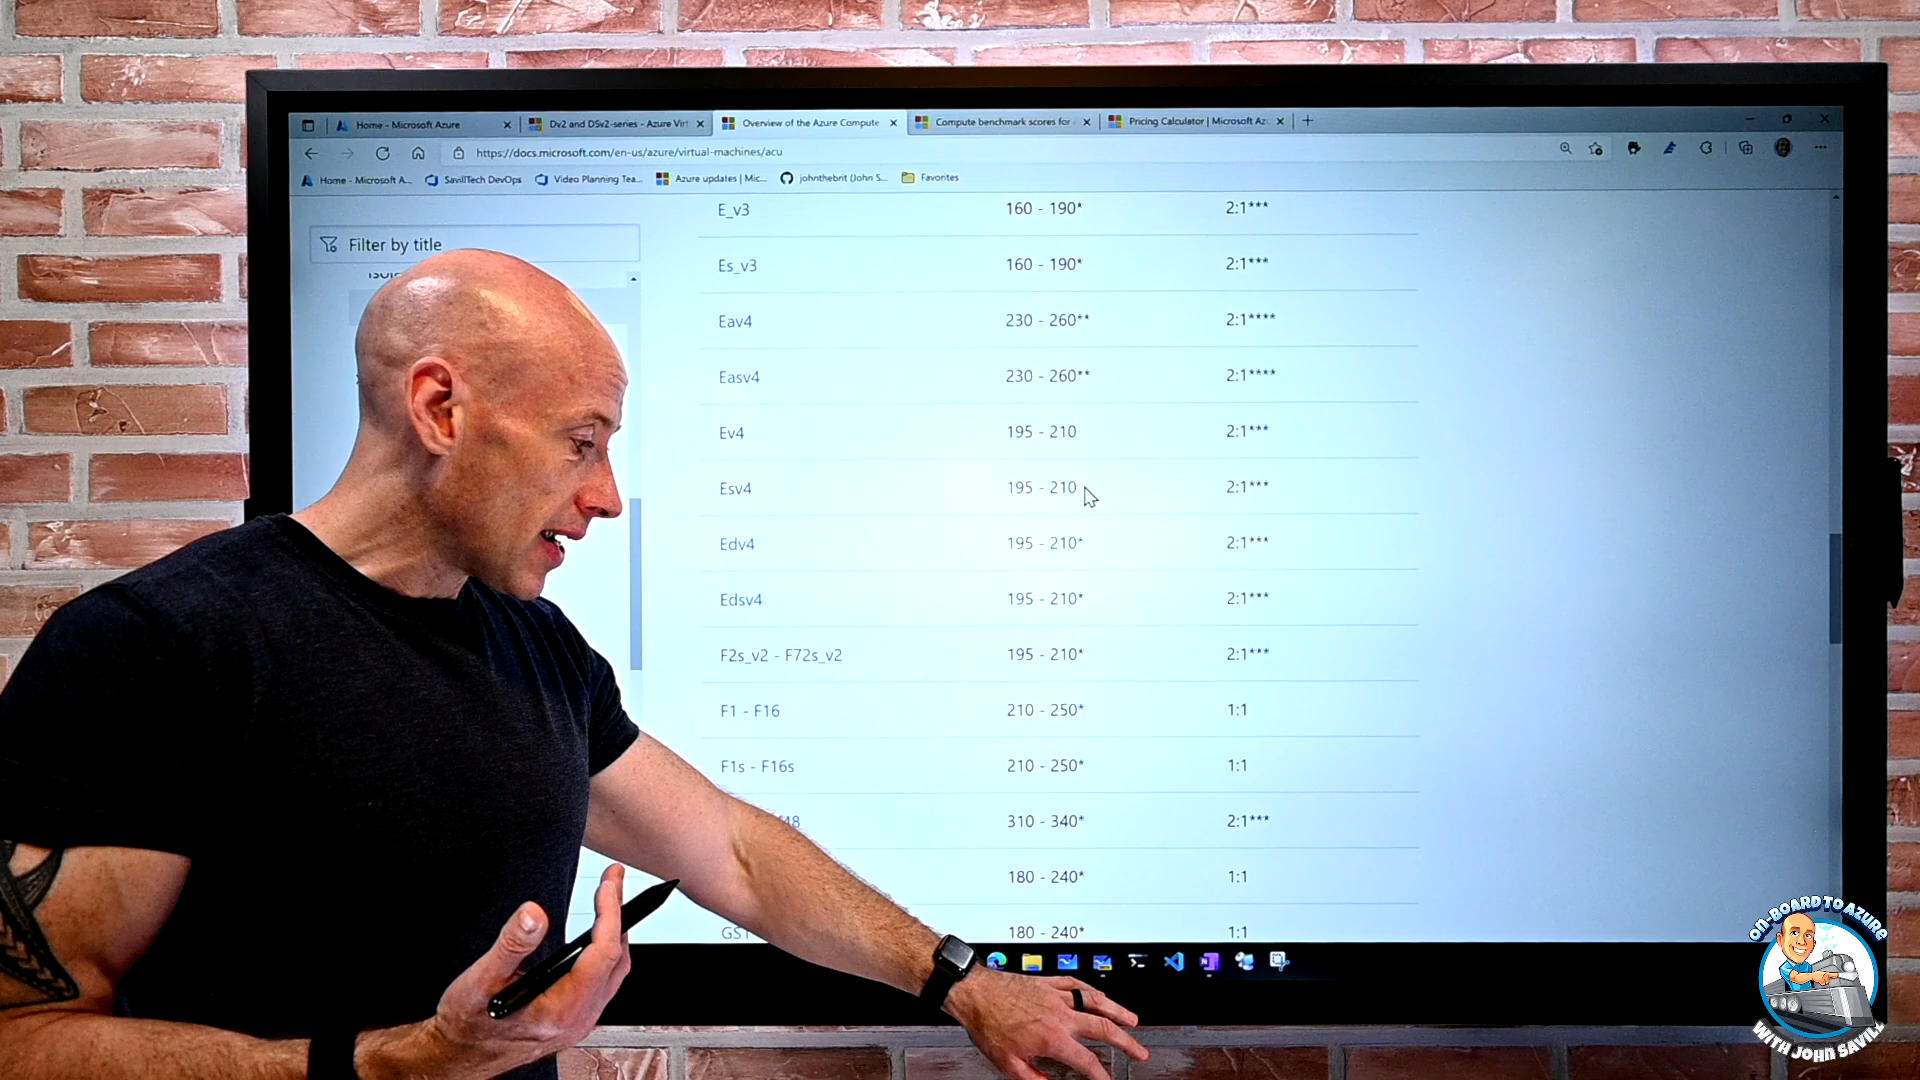 Home - Microsoft Azure
Dv2 and DSv2-series - Azure Virt
Overview of the Azure Compute
Compute benchmark scores for
Pricing Calculator | Microsoft Az
https://docs.microsoft.com/en-us/azure/virtual-machines/acu
Home - Microsoft A...
SavillTech DevOps
Video Planning Tea...
Azure updates | Mic...
johnthebrit (John S...
Favorites
Filter by title
E_v3 160 - 190* 2:1***
Es_v3 160 - 190* 2:1***
Eav4 230 - 260** 2:1****
Easv4 230 - 260** 2:1****
Ev4 195 - 210 2:1***
Esv4 195 - 210 2:1***
Edv4 195 - 210* 2:1***
Edsv4 195 - 210* 2:1***
F2s_v2 - F72s_v2 195 - 210* 2:1***
F1 - F16 210 - 250* 1:1
F1s - F16s 210 - 250* 1:1
310 - 340* 2:1***
180 - 240* 1:1
180 - 240* 1:1
ON-BOARD TO AZURE
WITH JOHN SAVILL